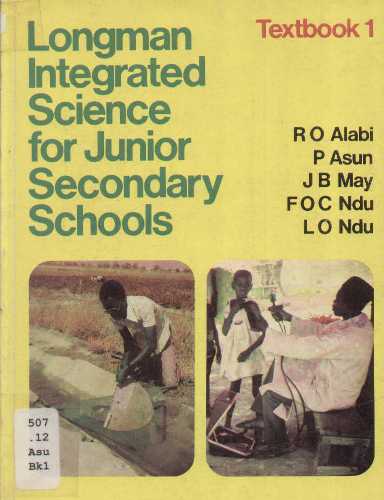 Longman
Integrated
Science
for Junior
Secondary
Schools
Textbook 1
R O Alabi
P Asun
J B May
F O C Ndu
L O Ndu
507
.12
Asu
Bk1